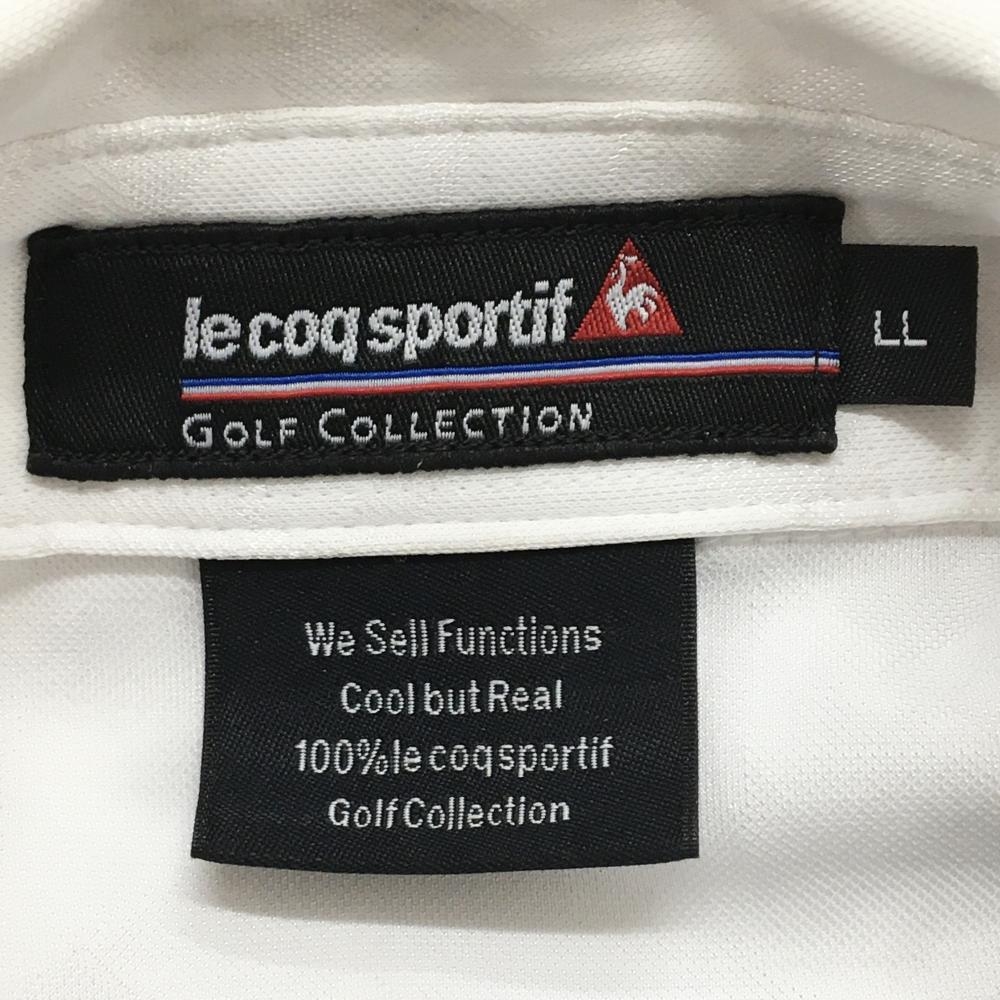 le coq sportif
GOLF COLLECTION
LL
We Sell Functions
Cool but Real
100% le coq sportif
Golf Collection